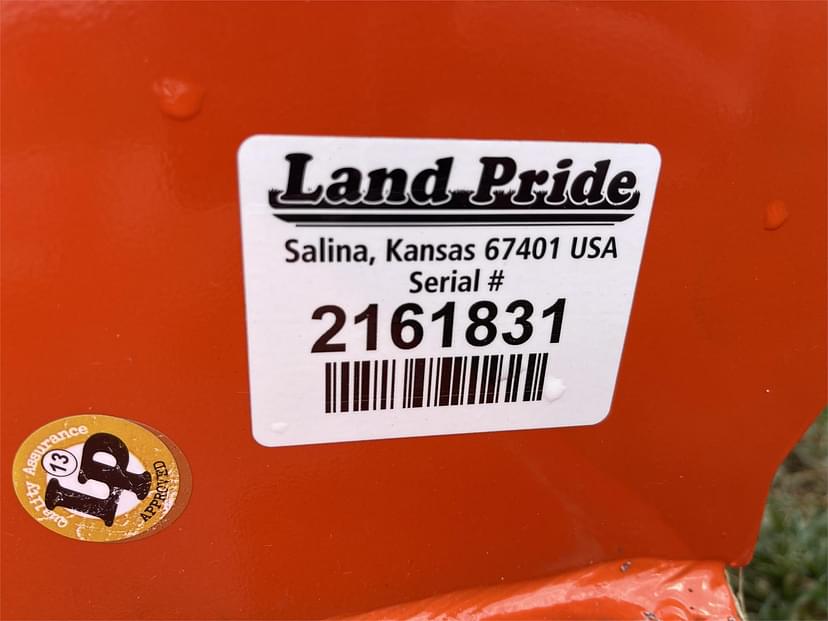 Land Pride
Salina, Kansas 67401 USA
Serial #
2161831
Quality Assurance
13
LP
APPROVED